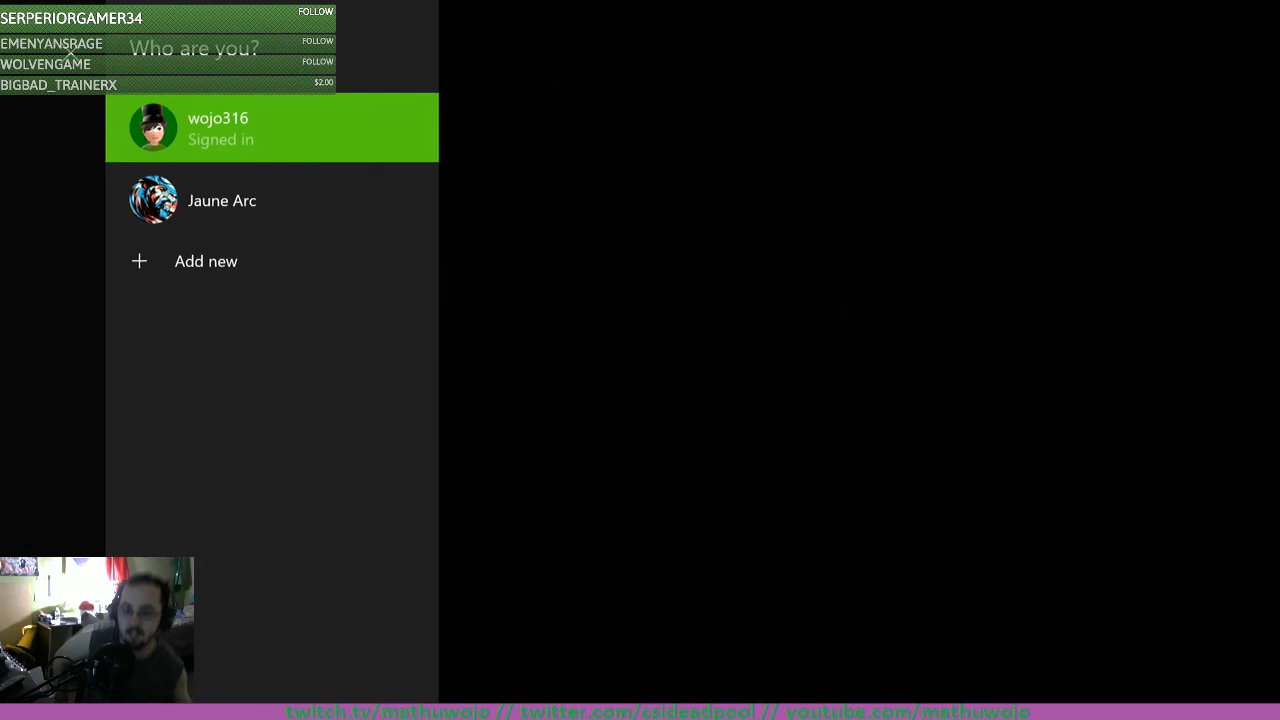 SERPERIORGAMER34 FOLLOW
EMENYANSRAGE FOLLOW
Who are you?
WOLVENGAME FOLLOW
BIGBAD_TRAINERX $2.00
wojo316
Signed in
Jaune Arc
+ Add new
twitch.tv/mathuwojo // twitter.com/csldeadpool // youtube.com/mathuwojo